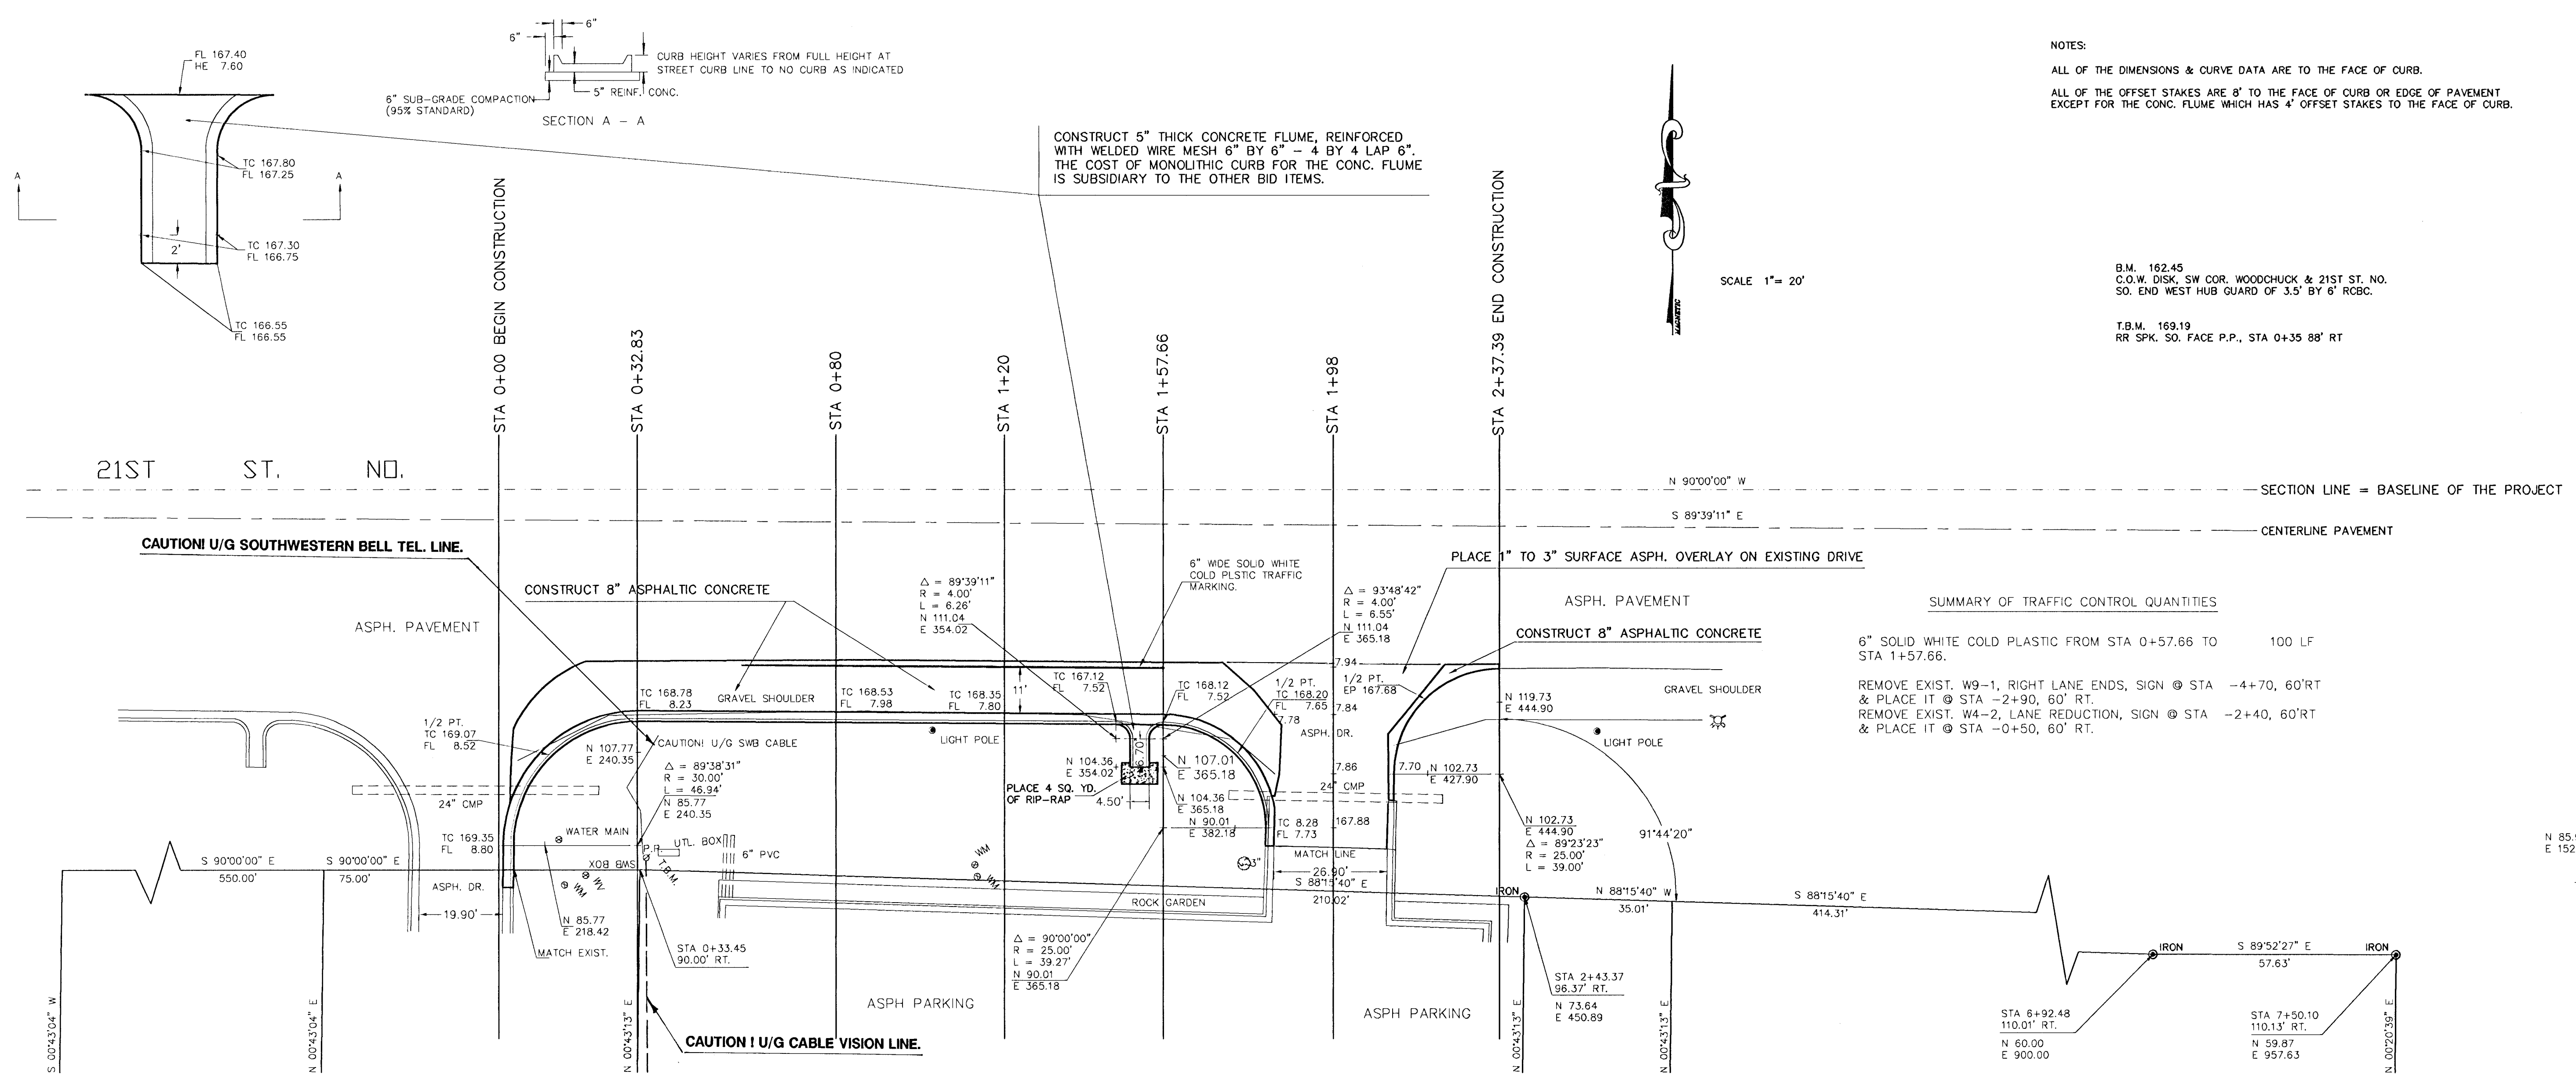 FL 167.40
HE 7.60
6"
6"
CURB HEIGHT VARIES FROM FULL HEIGHT AT
STREET CURB LINE TO NO CURB AS INDICATED
5" REINF. CONC.
6" SUB-GRADE COMPACTION
(95% STANDARD)
SECTION A - A
TC 167.80
FL 167.25
A
A
TC 167.30
FL 166.75
2'
TC 166.55
FL 166.55
CONSTRUCT 5" THICK CONCRETE FLUME, REINFORCED
WITH WELDED WIRE MESH 6" BY 6" - 4 BY 4 LAP 6".
THE COST OF MONOLITHIC CURB FOR THE CONC. FLUME
IS SUBSIDIARY TO THE OTHER BID ITEMS.
NOTES:
ALL OF THE DIMENSIONS & CURVE DATA ARE TO THE FACE OF CURB.
ALL OF THE OFFSET STAKES ARE 8' TO THE FACE OF CURB OR EDGE OF PAVEMENT
EXCEPT FOR THE CONC. FLUME WHICH HAS 4' OFFSET STAKES TO THE FACE OF CURB.
MAGNETIC
SCALE 1"= 20'
B.M. 162.45
C.O.W. DISK, SW COR. WOODCHUCK & 21ST ST. NO.
SO. END WEST HUB GUARD OF 3.5' BY 6' RCBC.
T.B.M. 169.19
RR SPK. SO. FACE P.P., STA 0+35 88' RT
STA 0+00 BEGIN CONSTRUCTION
STA 0+32.83
STA 0+80
STA 1+20
STA 1+57.66
STA 1+98
STA 2+37.39 END CONSTRUCTION
21ST ST. NO.
N 90°00'00" W
SECTION LINE = BASELINE OF THE PROJECT
S 89°39'11" E
CENTERLINE PAVEMENT
CAUTION! U/G SOUTHWESTERN BELL TEL. LINE.
CONSTRUCT 8" ASPHALTIC CONCRETE
ASPH. PAVEMENT
Δ = 89°39'11"
R = 4.00'
L = 6.26'
N 111.04
E 354.02
6" WIDE SOLID WHITE
COLD PLSTIC TRAFFIC
MARKING.
Δ = 93°48'42"
R = 4.00'
L = 6.55'
N 111.04
E 365.18
PLACE 1" TO 3" SURFACE ASPH. OVERLAY ON EXISTING DRIVE
ASPH. PAVEMENT
CONSTRUCT 8" ASPHALTIC CONCRETE
SUMMARY OF TRAFFIC CONTROL QUANTITIES
6" SOLID WHITE COLD PLASTIC FROM STA 0+57.66 TO 100 LF
STA 1+57.66.
REMOVE EXIST. W9-1, RIGHT LANE ENDS, SIGN @ STA -4+70, 60'RT
& PLACE IT @ STA -2+90, 60' RT.
REMOVE EXIST. W4-2, LANE REDUCTION, SIGN @ STA -2+40, 60'RT
& PLACE IT @ STA -0+50, 60' RT.
7.94
TC 168.78
FL 8.23
GRAVEL SHOULDER
TC 168.53
FL 7.98
TC 168.35
FL 7.80
11'
TC 167.12
FL 7.52
TC 168.12
FL 7.52
1/2 PT.
TC 168.20
FL 7.65
7.78
1/2 PT.
EP 167.68
7.84
N 119.73
E 444.90
GRAVEL SHOULDER
1/2 PT.
TC 169.07
FL 8.52
N 107.77
E 240.35
CAUTION! U/G SWB CABLE
LIGHT POLE
6.70'
ASPH. DR.
LIGHT POLE
Δ = 89°38'31"
R = 30.00'
L = 46.94'
N 85.77
E 240.35
N 104.36
E 354.02
N 107.01
E 365.18
7.86
7.70
N 102.73
E 427.90
PLACE 4 SQ. YD.
OF RIP-RAP
4.50'
24" CMP
24" CMP
N 104.36
E 365.18
N 90.01
E 382.18
TC 8.28
FL 7.73
167.88
N 102.73
E 444.90
Δ = 89°23'23"
R = 25.00'
L = 39.00'
91°44'20"
TC 169.35
FL 8.80
WATER MAIN
P.P.
UTL. BOX
6" PVC
T.B.M.
SWB BOX
WM
WV
WM
WM
3"
MATCH LINE
26.90'
S 88°15'40" E
210.02'
S 90°00'00" E
550.00'
S 90°00'00" E
75.00'
ASPH. DR.
19.90'
ROCK GARDEN
IRON
N 88°15'40" W
35.01'
S 88°15'40" E
414.31'
N 85.77
E 218.42
MATCH EXIST.
STA 0+33.45
90.00' RT.
Δ = 90°00'00"
R = 25.00'
L = 39.27'
N 90.01
E 365.18
ASPH PARKING
ASPH PARKING
STA 2+43.37
96.37' RT.
N 73.64
E 450.89
IRON
S 89°52'27" E
57.63'
IRON
STA 6+92.48
110.01' RT.
N 60.00
E 900.00
STA 7+50.10
110.13' RT.
N 59.87
E 957.63
S 00°43'04" W
N 00°43'04" E
N 00°43'13" E
CAUTION ! U/G CABLE VISION LINE.
N 00°43'13" E
N 00°43'13" E
N 00°20'39" E